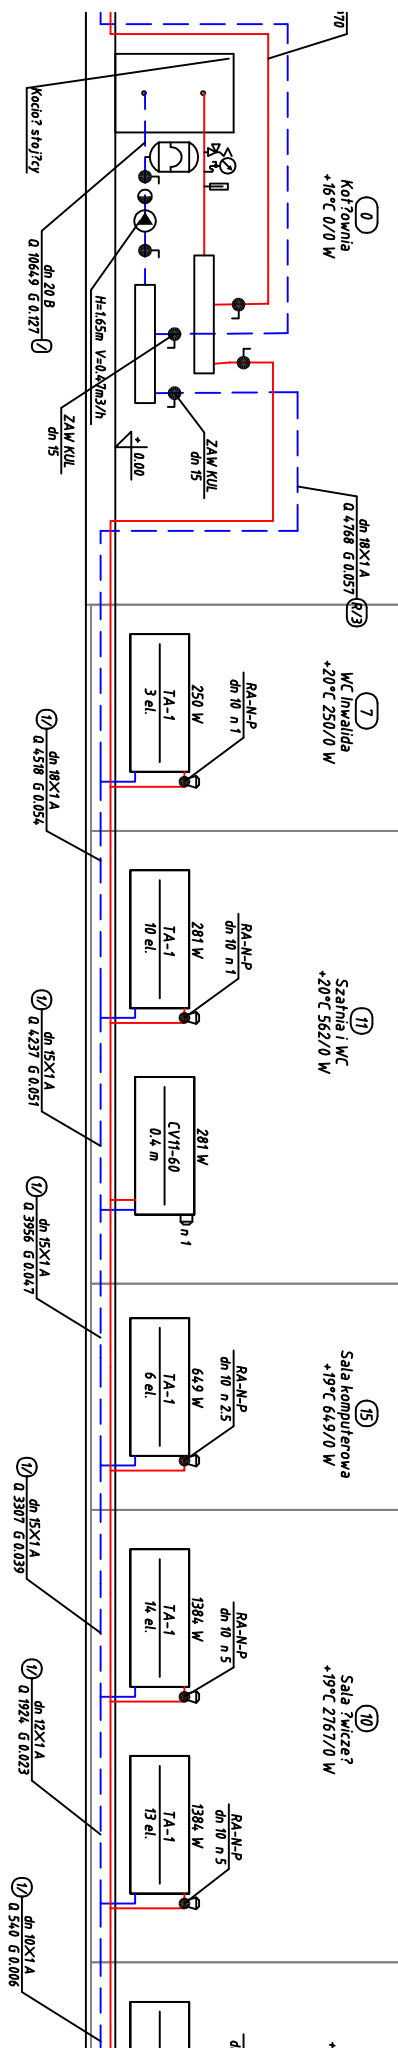 0
Kot?ownia
+16°C 0/0 W
Kocio? stoj?cy
dn 20 B
Q 10649 G 0.127
H=1.65m V=0.47m3/h
ZAW KUL
dn 15
ZAW KUL
dn 15
+ 0.00
dn 18X1 A
Q 4768 G 0.057
R/3
7
WC Inwalida
+20°C 250/0 W
RA-N-P
dn 10 n 1
250 W
TA-1
3 el.
1/
dn 18X1 A
Q 4518 G 0.054
11
Szatnia i WC
+20°C 562/0 W
RA-N-P
dn 10 n 1
281 W
TA-1
10 el.
1/
dn 15X1 A
Q 4237 G 0.051
281 W
CV11-60
0.4 m
n 1
1/
dn 15X1 A
Q 3956 G 0.047
15
Sala komputerowa
+19°C 649/0 W
RA-N-P
dn 10 n 2.5
649 W
TA-1
6 el.
1/
dn 15X1 A
Q 3307 G 0.039
10
Sala ?wicze?
+19°C 2767/0 W
RA-N-P
dn 10 n 5
1384 W
TA-1
14 el.
1/
dn 12X1 A
Q 1924 G 0.023
RA-N-P
dn 10 n 5
1384 W
TA-1
13 el.
1/
dn 10X1 A
Q 540 G 0.006